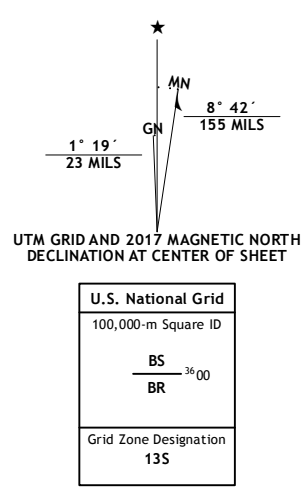 ★
MN
GN
8° 42´
155 MILS
1° 19´
23 MILS
UTM GRID AND 2017 MAGNETIC NORTH
DECLINATION AT CENTER OF SHEET
U.S. National Grid
100,000-m Square ID
BS
3600
BR
Grid Zone Designation
13S